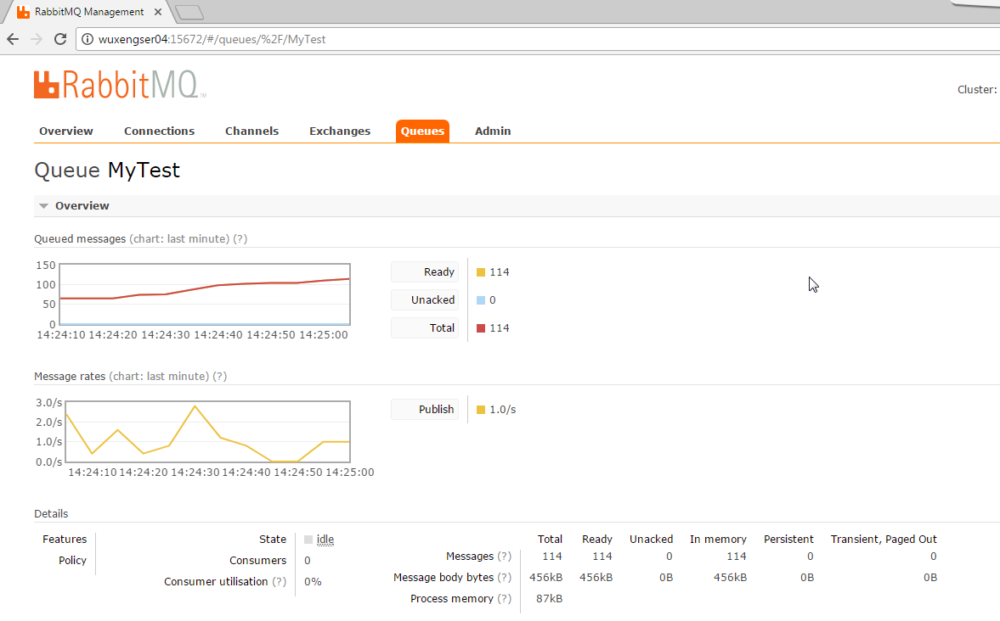 RabbitMQ Management
wuxengser04:15672/#/queues/%2F/MyTest
RabbitMQ™
Cluster:
Overview Connections Channels Exchanges Queues Admin
Queue MyTest
Overview
Queued messages (chart: last minute) (?)
150
100
50
0
14:24:10 14:24:20 14:24:30 14:24:40 14:24:50 14:25:00
Ready 114
Unacked 0
Total 114
Message rates (chart: last minute) (?)
3.0/s
2.0/s
1.0/s
0.0/s
14:24:10 14:24:20 14:24:30 14:24:40 14:24:50 14:25:00
Publish 1.0/s
Details
Features
Policy
State idle
Consumers 0
Consumer utilisation (?) 0%
Total Ready Unacked In memory Persistent Transient, Paged Out
Messages (?) 114 114 0 114 0 0
Message body bytes (?) 456kB 456kB 0B 456kB 0B 0B
Process memory (?) 87kB